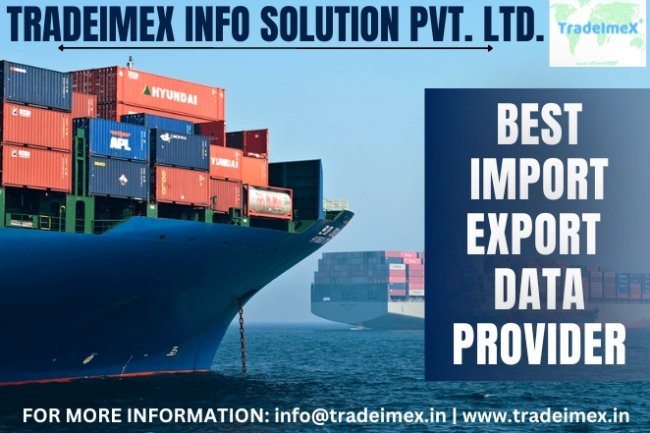 TRADEIMEX INFO SOLUTION PVT. LTD.
TradeImeX
HYUNDAI
APL
HYUNDAI
BEST
IMPORT
EXPORT
DATA
PROVIDER
FOR MORE INFORMATION: info@tradeimex.in | www.tradeimex.in